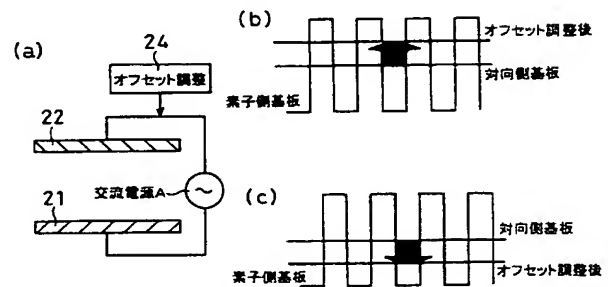 (a)
24
オフセット調整
22
交流電源A
21
(b)
オフセット調整後
対向側基板
素子側基板
(c)
対向側基板
オフセット調整後
素子側基板